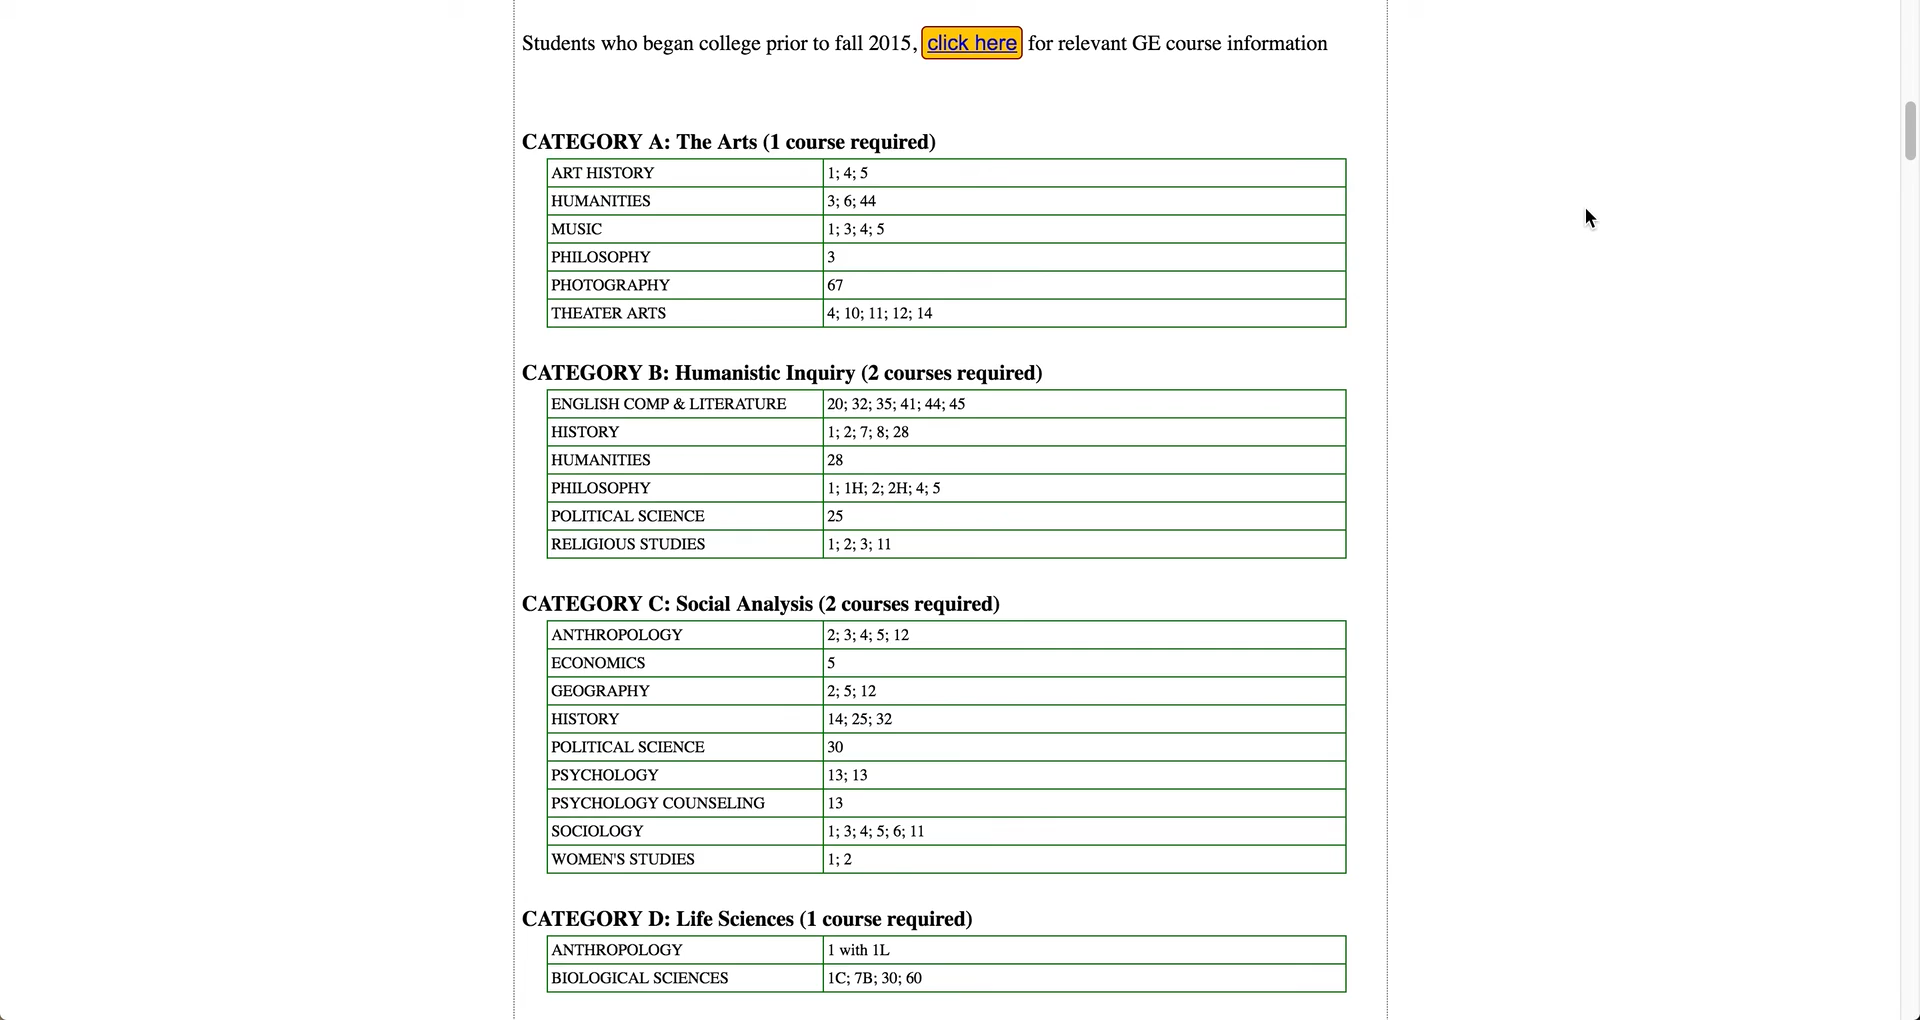 Students who began college prior to fall 2015, click here for relevant GE course information
CATEGORY A: The Arts (1 course required)
ART HISTORY 1; 4; 5
HUMANITIES 3; 6; 44
MUSIC 1; 3; 4; 5
PHILOSOPHY 3
PHOTOGRAPHY 67
THEATER ARTS 4; 10; 11; 12; 14
CATEGORY B: Humanistic Inquiry (2 courses required)
ENGLISH COMP & LITERATURE 20; 32; 35; 41; 44; 45
HISTORY 1; 2; 7; 8; 28
HUMANITIES 28
PHILOSOPHY 1; 1H; 2; 2H; 4; 5
POLITICAL SCIENCE 25
RELIGIOUS STUDIES 1; 2; 3; 11
CATEGORY C: Social Analysis (2 courses required)
ANTHROPOLOGY 2; 3; 4; 5; 12
ECONOMICS 5
GEOGRAPHY 2; 5; 12
HISTORY 14; 25; 32
POLITICAL SCIENCE 30
PSYCHOLOGY 13; 13
PSYCHOLOGY COUNSELING 13
SOCIOLOGY 1; 3; 4; 5; 6; 11
WOMEN'S STUDIES 1; 2
CATEGORY D: Life Sciences (1 course required)
ANTHROPOLOGY 1 with 1L
BIOLOGICAL SCIENCES 1C; 7B; 30; 60